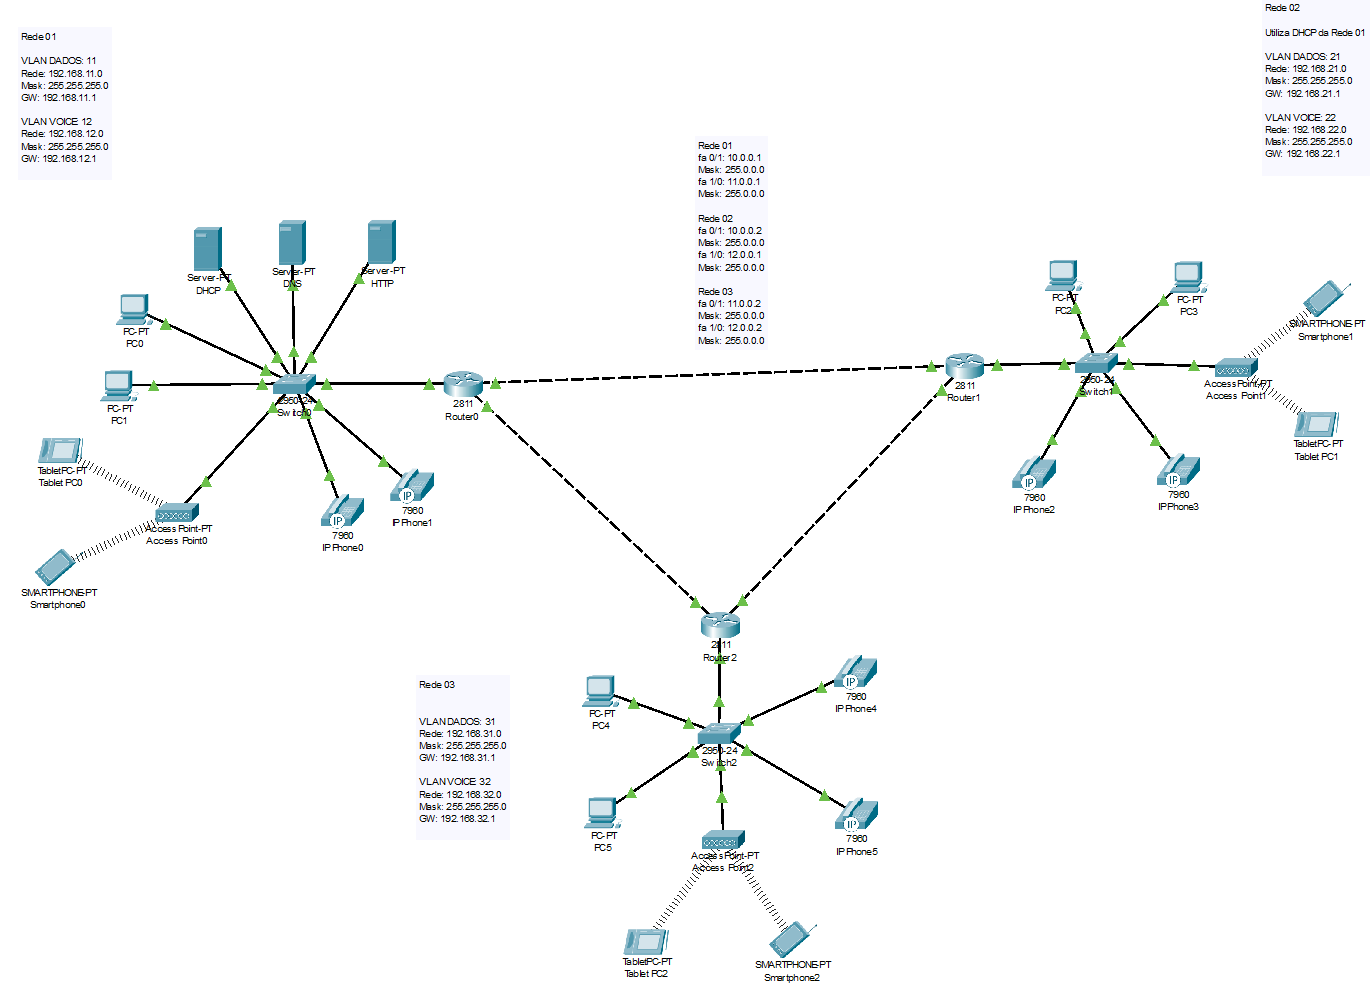 Rede 01
VLAN DADOS: 11
Rede: 192.168.11.0
Mask: 255.255.255.0
GW: 192.168.11.1
VLAN VOICE 12
Rede: 192.168.12.0
Mask: 255.255.255.0
GW: 192.168.12.1
Rede 02
Utiliza DHCP da Rede 01
VLAN DADOS: 21
Rede: 192.168.21.0
Mask: 255.255.255.0
GW: 192.168.21.1
VLAN VOICE: 22
Rede: 192.168.22.0
Mask: 255.255.255.0
GW: 192.168.22.1
Rede 01
fa 0/1: 10.0.0.1
Mask: 255.0.0.0
fa 1/0: 11.0.0.1
Mask: 255.0.0.0
Rede 02
fa 0/1: 10.0.0.2
Mask: 255.0.0.0
fa 1/0: 12.0.0.1
Mask: 255.0.0.0
Rede 03
fa 0/1: 11.0.0.2
Mask: 255.0.0.0
fa 1/0: 12.0.0.2
Mask: 255.0.0.0
Server-PT
DHCP
Server-PT
DNS
Server-PT
HTTP
PC-PT
PC0
PC-PT
PC1
2950-24
Switch0
2811
Router0
TabletPC-PT
Tablet PC0
Access Point-PT
Access Point0
SMARTPHONE-PT
Smartphone0
IP
7960
IP Phone0
IP
7960
IP Phone1
PC-PT
PC2
PC-PT
PC3
SMARTPHONE-PT
Smartphone1
2811
Router1
2950-24
Switch1
Access Point-PT
Access Point1
TabletPC-PT
Tablet PC1
IP
7960
IP Phone2
IP
7960
IP Phone3
2811
Router2
Rede 03
VLAN DADOS: 31
Rede: 192.168.31.0
Mask: 255.255.255.0
GW: 192.168.31.1
VLAN VOICE 32
Rede: 192.168.32.0
Mask: 255.255.255.0
GW: 192.168.32.1
PC-PT
PC4
IP
7960
IP Phone4
2950-24
Switch2
PC-PT
PC5
IP
7960
IP Phone5
Access Point-PT
Access Point2
TabletPC-PT
Tablet PC2
SMARTPHONE-PT
Smartphone2